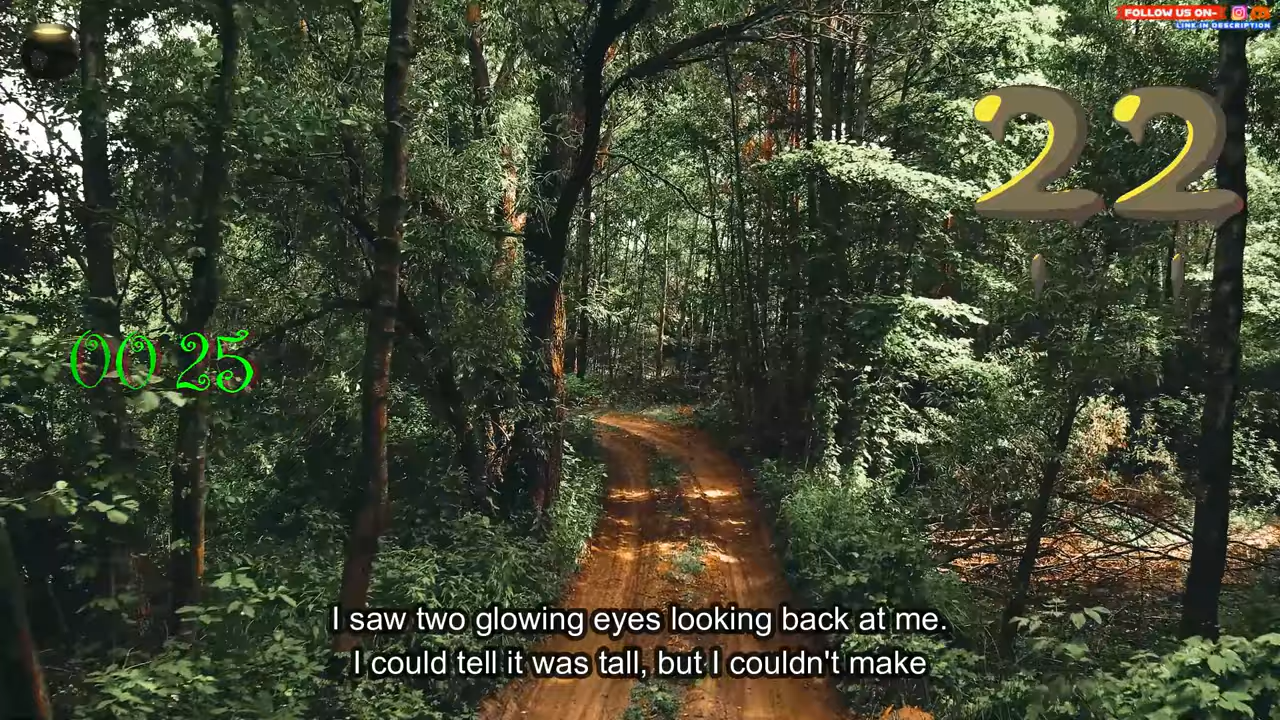 FOLLOW US ON-
LINK IN DESCRIPTION
22
00 25
I saw two glowing eyes looking back at me.
I could tell it was tall, but I couldn't make